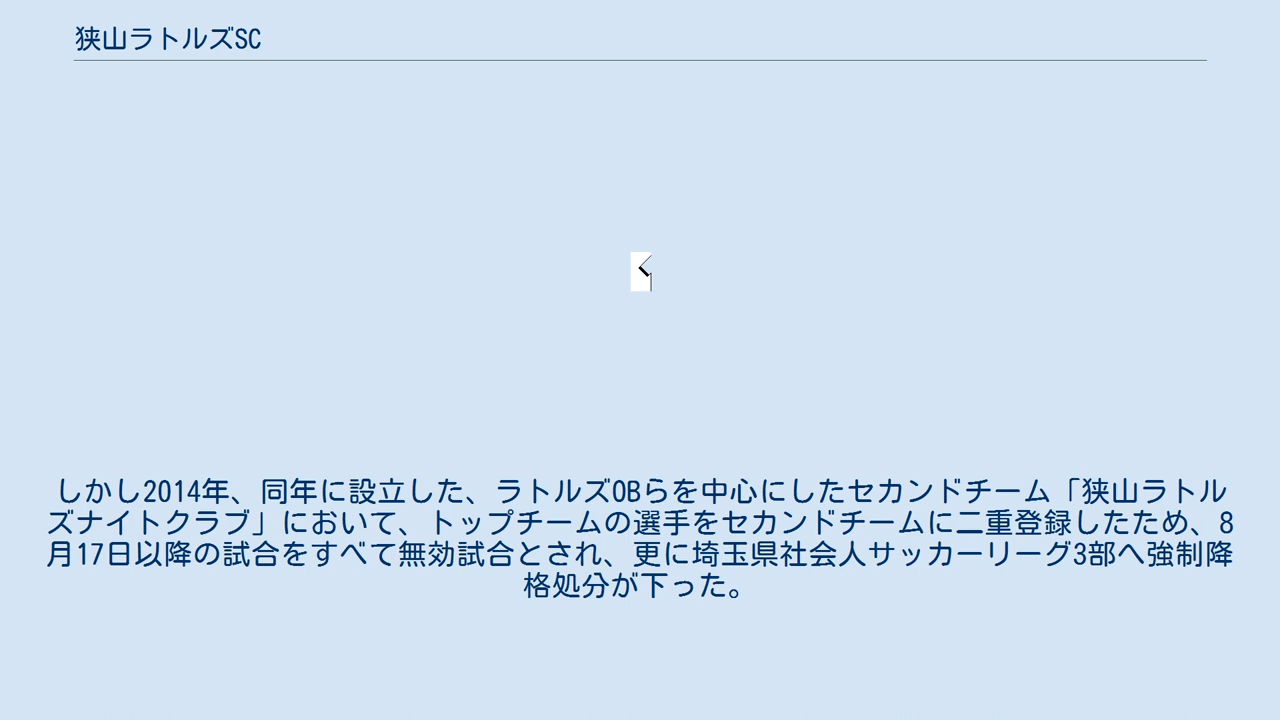 狭山ラトルズSC
しかし2014年、同年に設立した、ラトルズOBらを中心にしたセカンドチーム「狭山ラトル
ズナイトクラブ」において、トップチームの選手をセカンドチームに二重登録したため、8
月17日以降の試合をすべて無効試合とされ、更に埼玉県社会人サッカーリーグ3部へ強制降
格処分が下った。